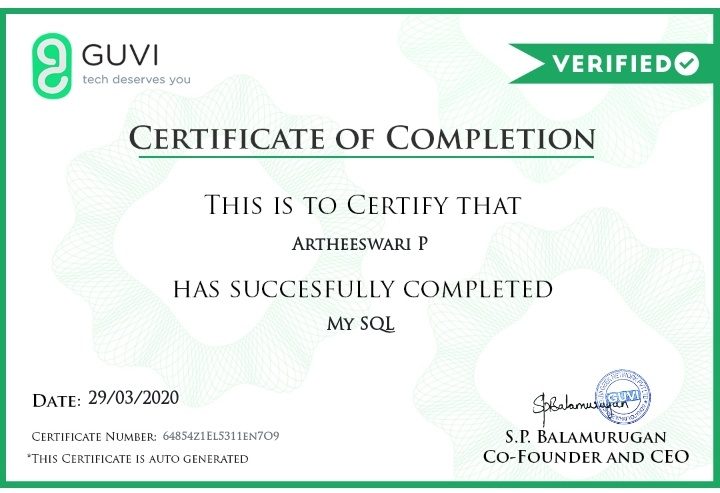 GUVI
tech deserves you
VERIFIED
CERTIFICATE OF COMPLETION
THIS IS TO CERTIFY THAT
ARTHEESWARI P
HAS SUCCESFULLY COMPLETED
MY SQL
DATE: 29/03/2020
SpBalamurugan
GUVI
CERTIFICATE NUMBER: 64854Z1EL5311EN7O9
*THIS CERTIFICATE IS AUTO GENERATED
S.P. BALAMURUGAN
CO-FOUNDER AND CEO